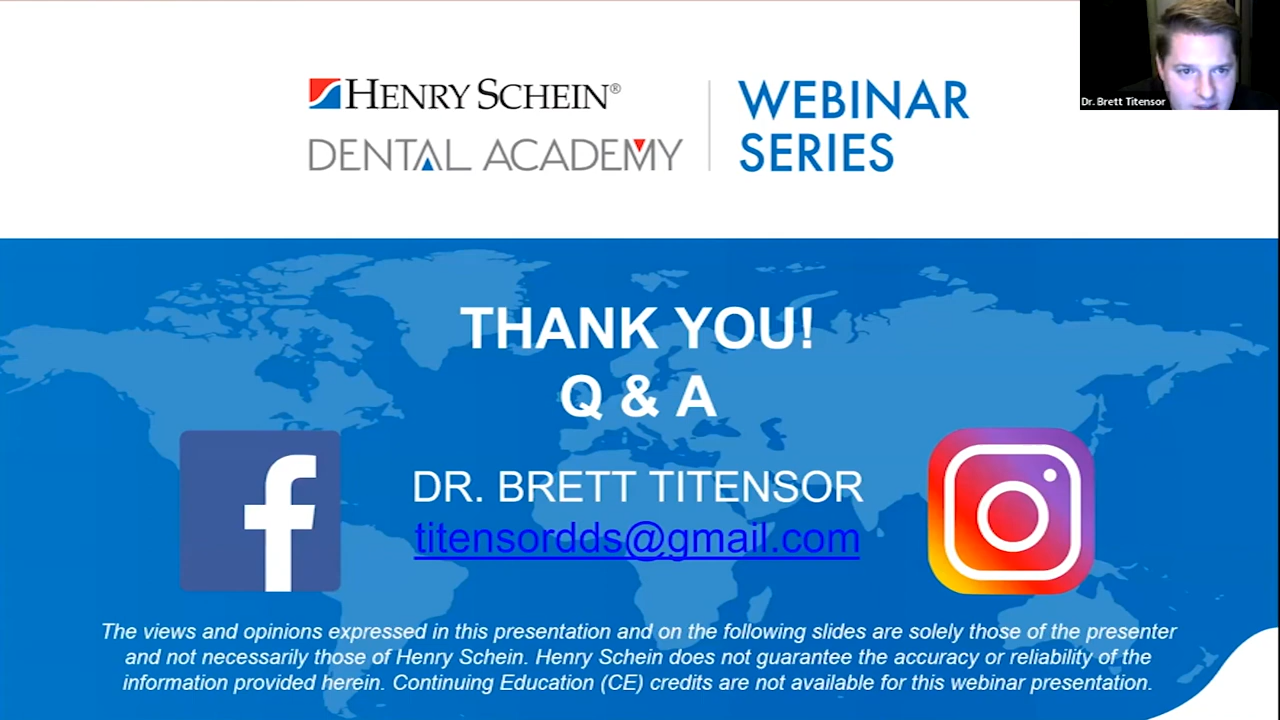 HENRY SCHEIN®
DENTAL ACADEMY
WEBINAR
SERIES
Dr. Brett Titensor
THANK YOU!
Q & A
DR. BRETT TITENSOR
titensordds@gmail.com
The views and opinions expressed in this presentation and on the following slides are solely those of the presenter
and not necessarily those of Henry Schein. Henry Schein does not guarantee the accuracy or reliability of the
information provided herein. Continuing Education (CE) credits are not available for this webinar presentation.